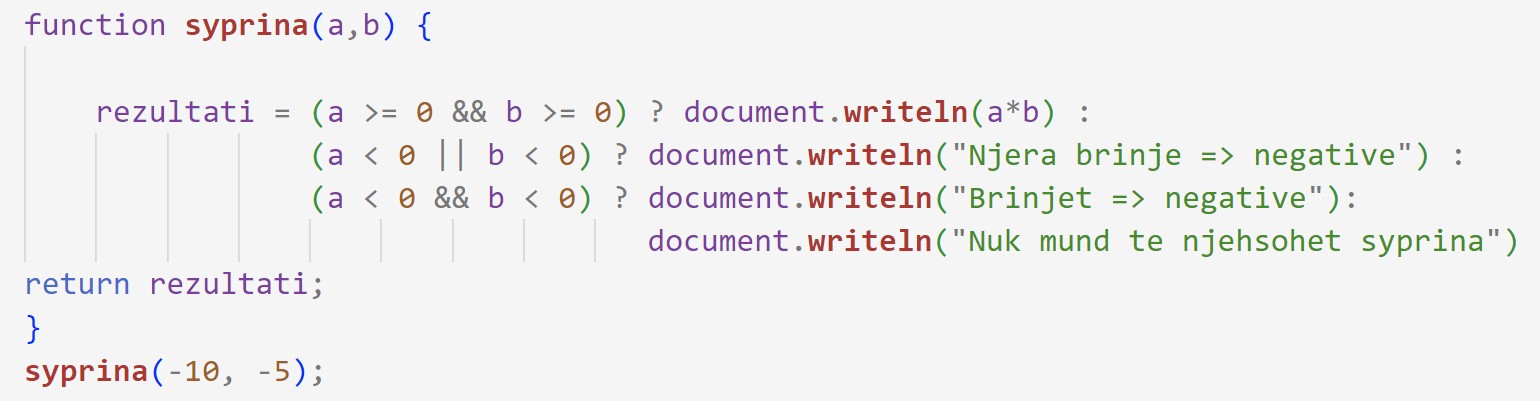 function syprina(a,b) {
rezultati = (a >= 0 && b >= 0) ? document.writeln(a*b) :
(a < 0 || b < 0) ? document.writeln("Njera brinje => negative") :
(a < 0 && b < 0) ? document.writeln("Brinjet => negative"):
document.writeln("Nuk mund te njehsohet syprina")
return rezultati;
}
syprina(-10, -5);